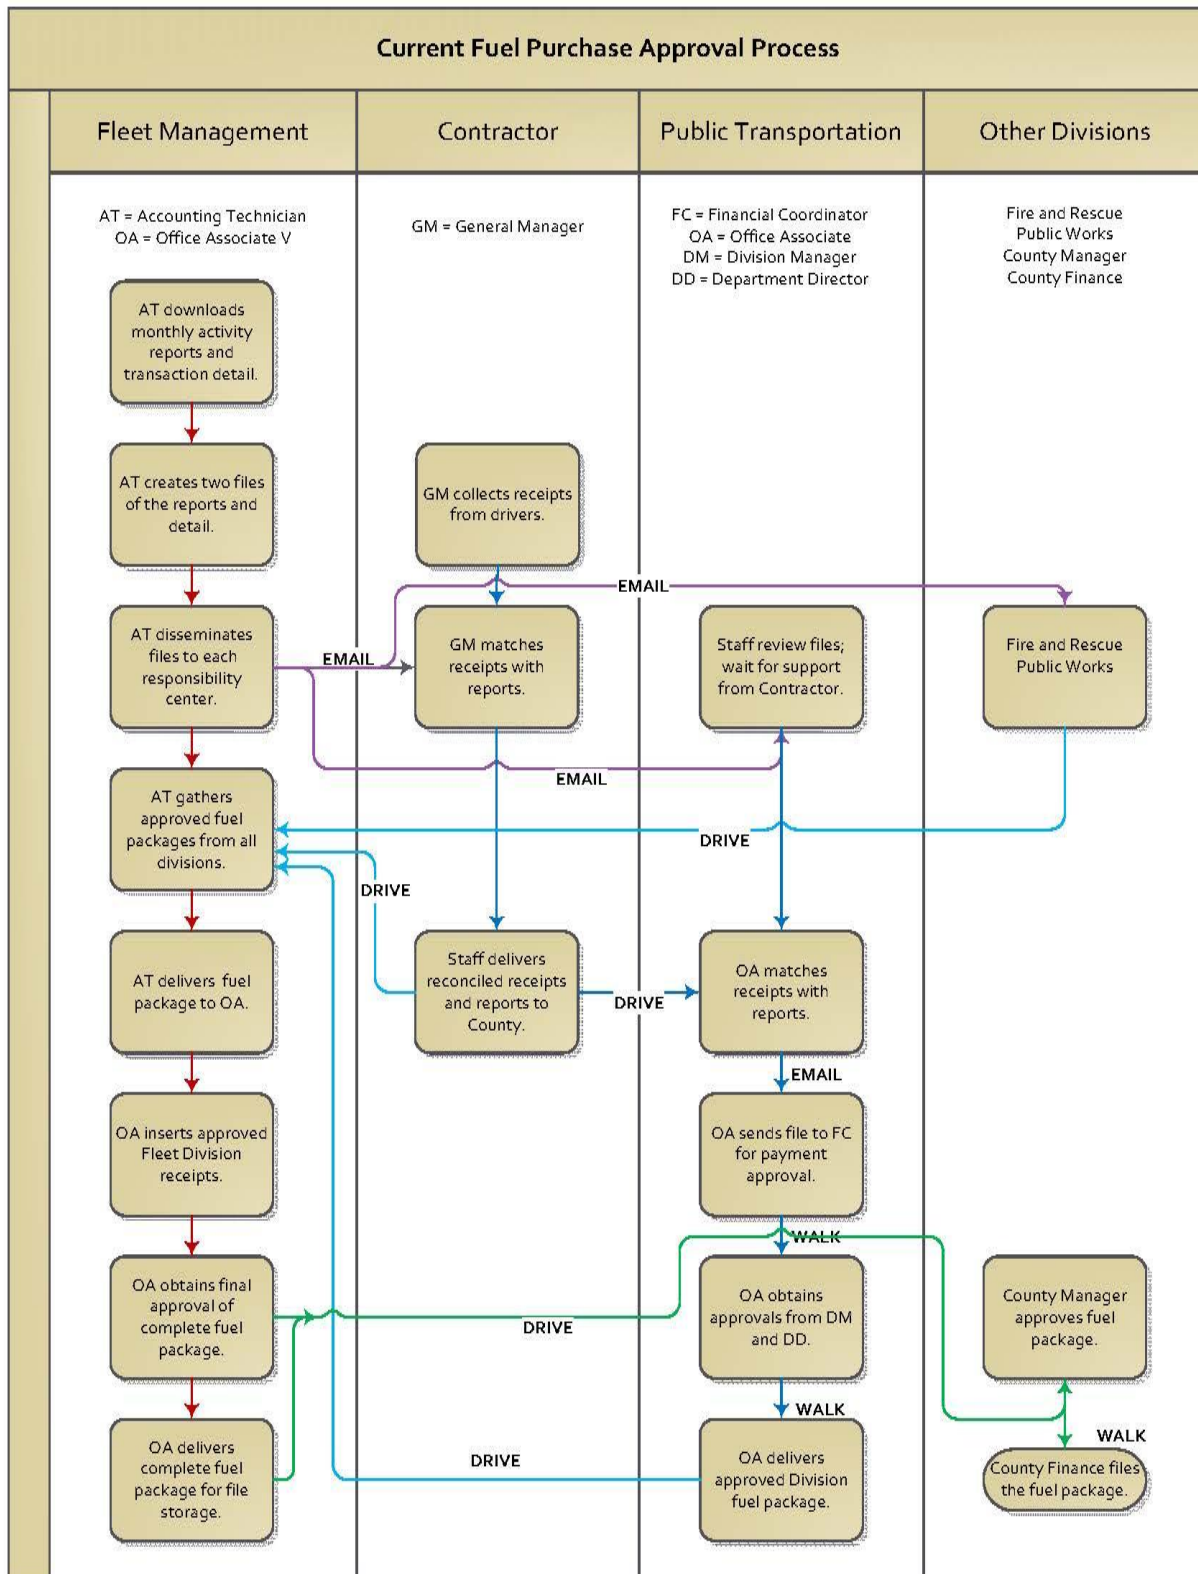 Current Fuel Purchase Approval Process
Fleet Management
Contractor
Public Transportation
Other Divisions
AT = Accounting Technician
OA = Office Associate V
GM = General Manager
FC = Financial Coordinator
OA = Office Associate
DM = Division Manager
DD = Department Director
Fire and Rescue
Public Works
County Manager
County Finance
AT downloads
monthly activity
reports and
transaction detail.
AT creates two files
of the reports and
detail.
GM collects receipts
from drivers.
EMAIL
AT disseminates
files to each
responsibility
center.
EMAIL
GM matches
receipts with
reports.
Staff review files;
wait for support
from Contractor.
Fire and Rescue
Public Works
EMAIL
AT gathers
approved fuel
packages from all
divisions.
DRIVE
DRIVE
AT delivers fuel
package to OA.
Staff delivers
reconciled receipts
and reports to
County.
DRIVE
OA matches
receipts with
reports.
EMAIL
OA inserts approved
Fleet Division
receipts.
OA sends file to FC
for payment
approval.
WALK
OA obtains final
approval of
complete fuel
package.
DRIVE
OA obtains
approvals from DM
and DD.
County Manager
approves fuel
package.
WALK
WALK
OA delivers
complete fuel
package for file
storage.
DRIVE
OA delivers
approved Division
fuel package.
County Finance files
the fuel package.